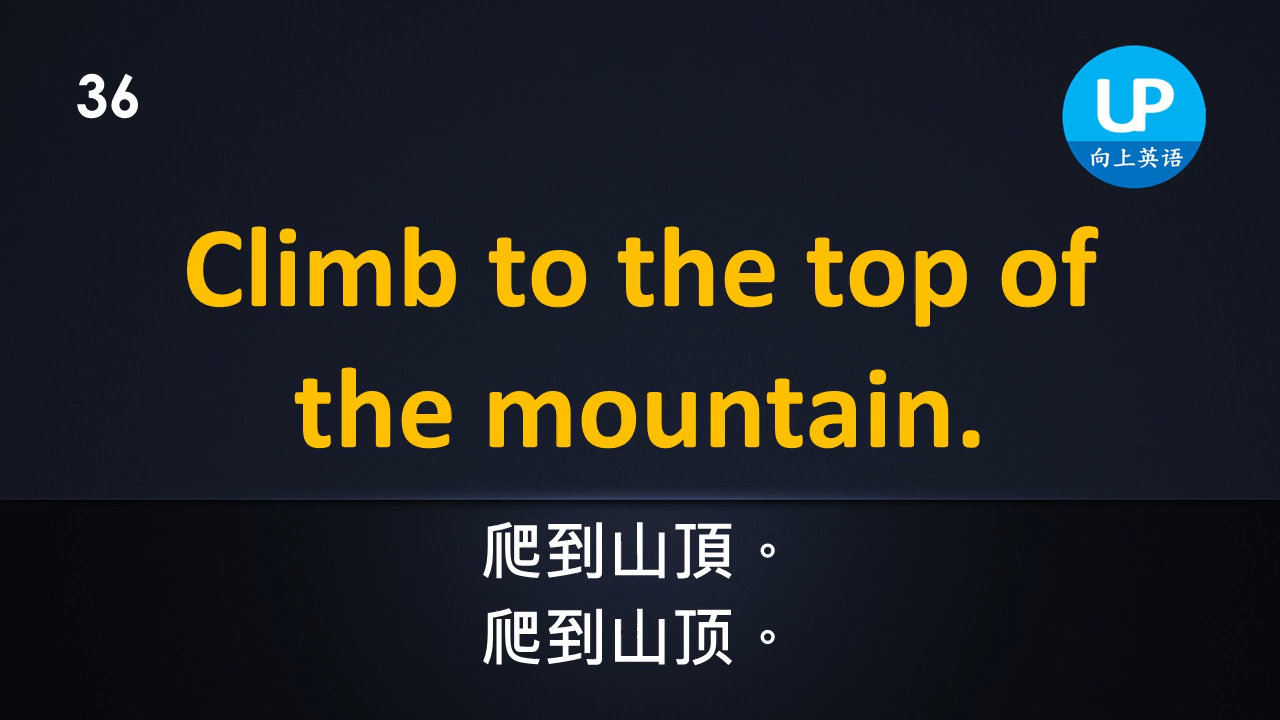 36
UP
向上英语
Climb to the top of
the mountain.
爬到山頂。
爬到山顶。